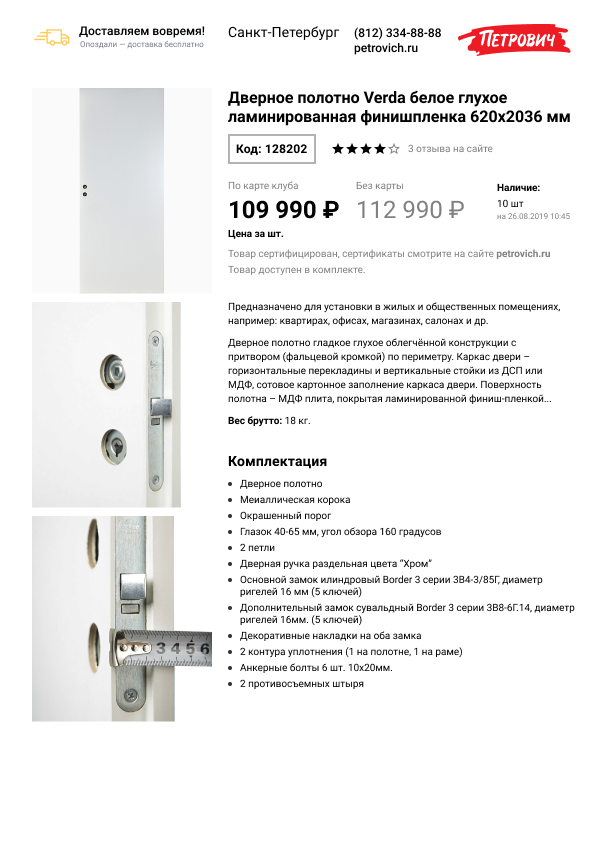 Доставляем вовремя!
Опоздали — доставка бесплатно
Санкт-Петербург
(812) 334-88-88
petrovich.ru
ПЕТРОВИЧ
Дверное полотно Verda белое глухое
ламинированная финишпленка 620х2036 мм
Код: 128202
3 отзыва на сайте
По карте клуба
Без карты
Наличие:
109 990 ₽
112 990 ₽
10 шт
на 26.08.2019 10:45
Цена за шт.
Товар сертифицирован, сертификаты смотрите на сайте petrovich.ru
Товар доступен в комплекте.
Предназначено для установки в жилых и общественных помещениях,
например: квартирах, офисах, магазинах, салонах и др.
Дверное полотно гладкое глухое облегчённой конструкции с
притвором (фальцевой кромкой) по периметру. Каркас двери –
горизонтальные перекладины и вертикальные стойки из ДСП или
МДФ, сотовое картонное заполнение каркаса двери. Поверхность
полотна – МДФ плита, покрытая ламинированной финиш-пленкой...
Вес брутто: 18 кг.
Комплектация
• Дверное полотно
• Меиаллическая корока
• Окрашенный порог
• Глазок 40-65 мм, угол обзора 160 градусов
• 2 петли
• Дверная ручка раздельная цвета “Хром”
• Основной замок илиндровый Border 3 серии ЗВ4-3/85Г, диаметр
ригелей 16 мм (5 ключей)
• Дополнительный замок сувальдный Border 3 серии ЗВ8-6Г.14, диаметр
ригелей 16мм. (5 ключей)
• Декоративные накладки на оба замка
• 2 контура уплотнения (1 на полотне, 1 на раме)
• Анкерные болты 6 шт. 10х20мм.
• 2 противосъемных штыря
3 4 5 6